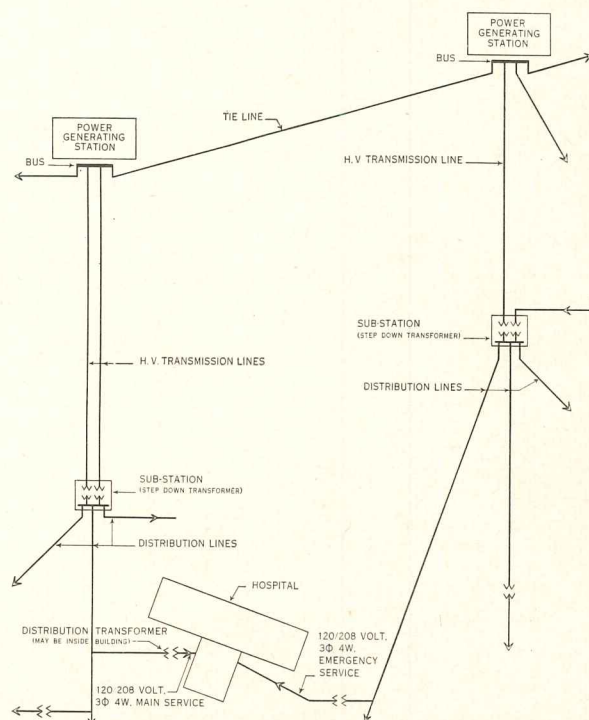 POWER
GENERATING
STATION
BUS
TIE LINE
POWER
GENERATING
STATION
BUS
H.V TRANSMISSION LINE
SUB-STATION
(STEP DOWN TRANSFORMER)
H.V. TRANSMISSION LINES
DISTRIBUTION LINES
SUB-STATION
(STEP DOWN TRANSFORMER)
DISTRIBUTION LINES
HOSPITAL
DISTRIBUTION TRANSFORMER
(MAY BE INSIDE BUILDING)
120/208 VOLT,
3Φ 4W,
EMERGENCY
SERVICE
120 208 VOLT,
3Φ 4W, MAIN SERVICE